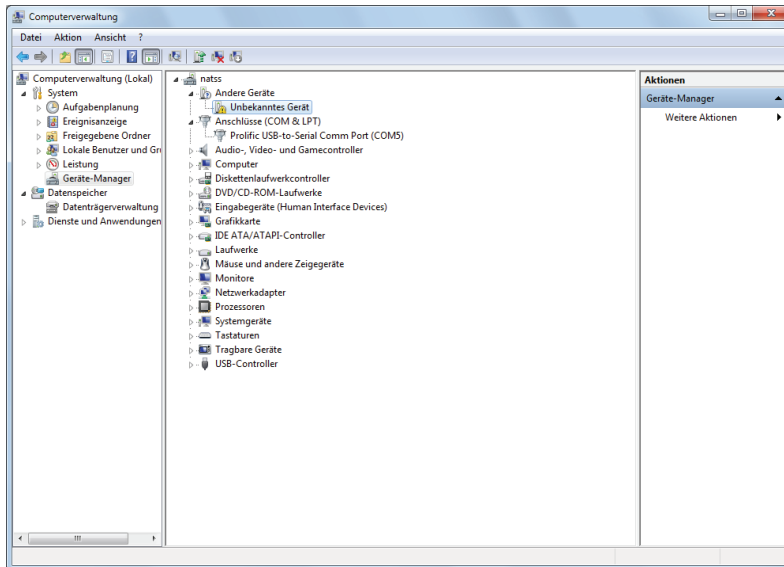 Computerverwaltung
Datei Aktion Ansicht ?
Computerverwaltung (Lokal)
System
Aufgabenplanung
Ereignisanzeige
Freigegebene Ordner
Lokale Benutzer und Gru
Leistung
Geräte-Manager
Datenspeicher
Datenträgerverwaltung
Dienste und Anwendungen
natss
Andere Geräte
Unbekanntes Gerät
Anschlüsse (COM & LPT)
Prolific USB-to-Serial Comm Port (COM5)
Audio-, Video- und Gamecontroller
Computer
Diskettenlaufwerkcontroller
DVD/CD-ROM-Laufwerke
Eingabegeräte (Human Interface Devices)
Grafikkarte
IDE ATA/ATAPI-Controller
Laufwerke
Mäuse und andere Zeigegeräte
Monitore
Netzwerkadapter
Prozessoren
Systemgeräte
Tastaturen
Tragbare Geräte
USB-Controller
Aktionen
Geräte-Manager
Weitere Aktionen